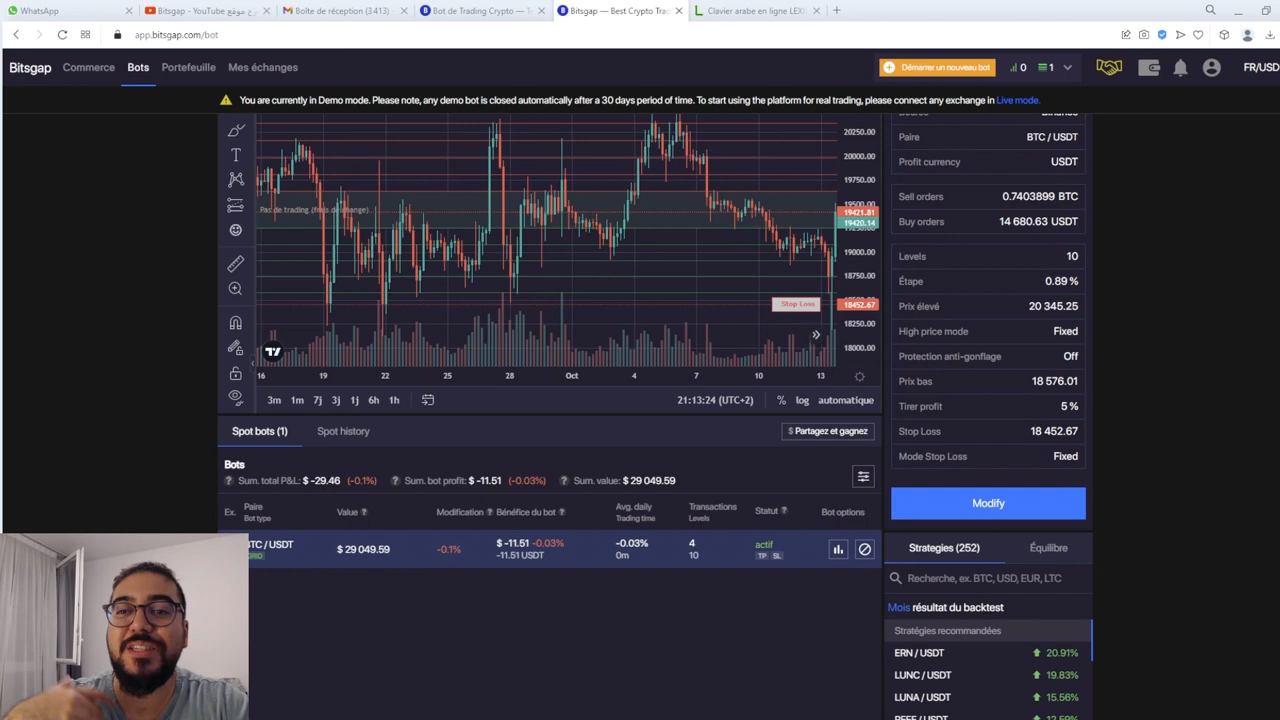 WhatsApp
Bitsgap - YouTube شرح موقع
Boîte de réception (3 413)
Bot de Trading Crypto —
Bitsgap — Best Crypto Tra
Clavier arabe en ligne LEXI
app.bitsgap.com/bot
Bitsgap Commerce Bots Portefeuille Mes échanges
Démarrer un nouveau bot 0 1 FR/USD
You are currently in Demo mode. Please note, any demo bot is closed automatically after a 30 days period of time. To start using the platform for real trading, please connect any exchange in Live mode.
20250.00
20000.00
19750.00
Pas de trading (frais d'échange)
19500.00
19421.81
19420.14
19000.00
18750.00
Stop Loss 18452.67
18250.00
18000.00
16 19 22 25 28 Oct 4 7 10 13
3m 1m 7j 3j 1j 6h 1h 21:13:24 (UTC+2) % log automatique
Paire BTC / USDT
Profit currency USDT
Sell orders 0.7403899 BTC
Buy orders 14 680.63 USDT
Levels 10
Étape 0.89 %
Prix élevé 20 345.25
High price mode Fixed
Protection anti-gonflage Off
Prix bas 18 576.01
Tirer profit 5 %
Stop Loss 18 452.67
Mode Stop Loss Fixed
Modify
Spot bots (1) Spot history $ Partagez et gagnez
Bots
Sum. total P&L: $ -29.46 (-0.1%) Sum. bot profit: $ -11.51 (-0.03%) Sum. value: $ 29 049.59
Ex. Paire Bot type Value Modification Bénéfice du bot Avg. daily Trading time Transactions Levels Statut Bot options
BTC / USDT $ 29 049.59 -0.1% $ -11.51 -0.03% -0.03% 4 actif
GRID -11.51 USDT 0m 10 TP SL
Strategies (252) Équilibre
Recherche, ex. BTC, USD, EUR, LTC
Mois résultat du backtest
Stratégies recommandées
ERN / USDT 20.91%
LUNC / USDT 19.83%
LUNA / USDT 15.56%